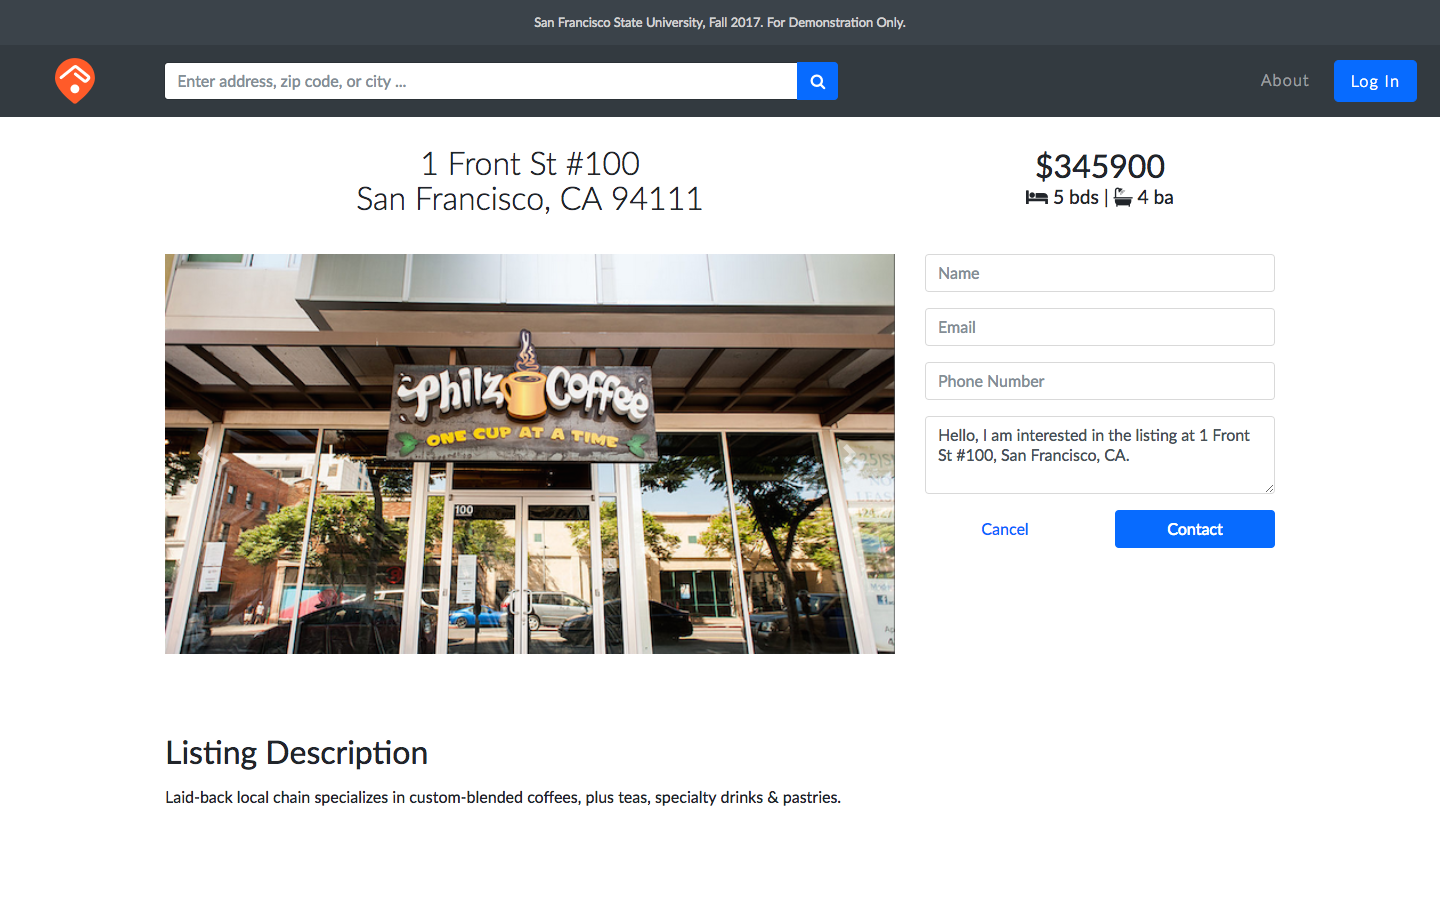 San Francisco State University, Fall 2017. For Demonstration Only.
Enter address, zip code, or city ...
About
Log In
1 Front St #100
San Francisco, CA 94111
$345900
5 bds | 4 ba
Philz Coffee
ONE CUP AT A TIME
100
Name
Email
Phone Number
Hello, I am interested in the listing at 1 Front
St #100, San Francisco, CA.
Cancel
Contact
Listing Description
Laid-back local chain specializes in custom-blended coffees, plus teas, specialty drinks & pastries.